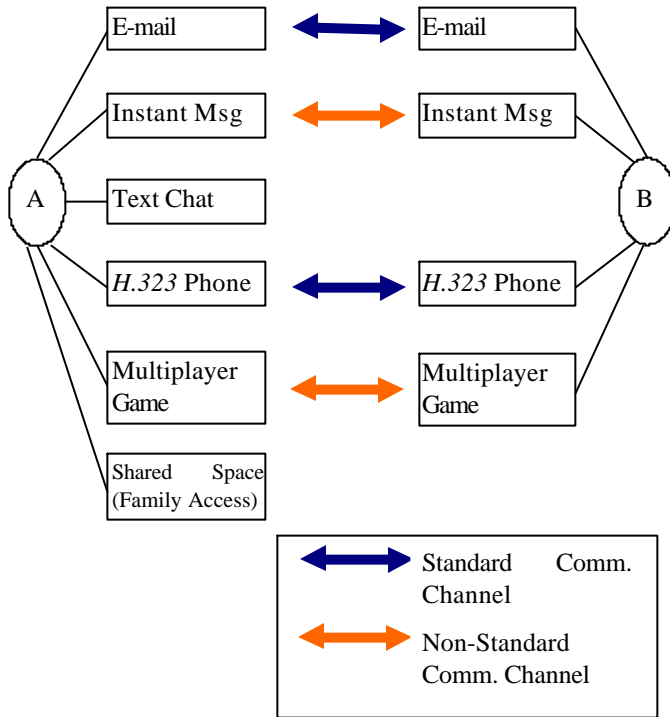 E-mail
E-mail
Instant Msg
Instant Msg
A
Text Chat
B
H.323 Phone
H.323 Phone
Multiplayer
Game
Multiplayer
Game
Shared Space
(Family Access)
Standard Comm.
Channel
Non-Standard
Comm. Channel